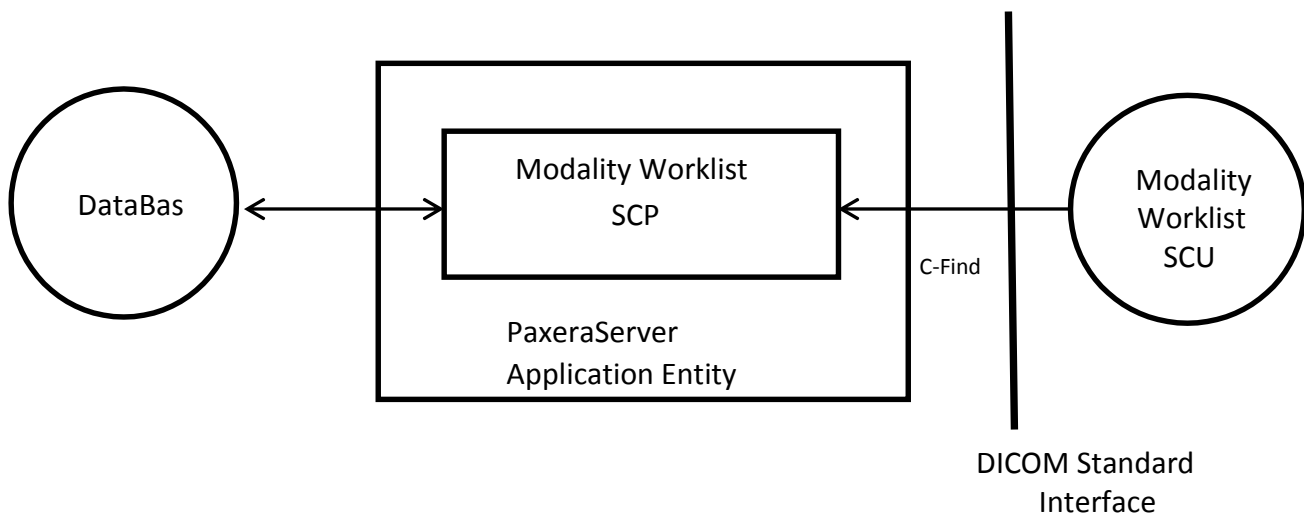 DataBas
Modality Worklist
SCP
PaxeraServer
Application Entity
C-Find
Modality
Worklist
SCU
DICOM Standard
Interface